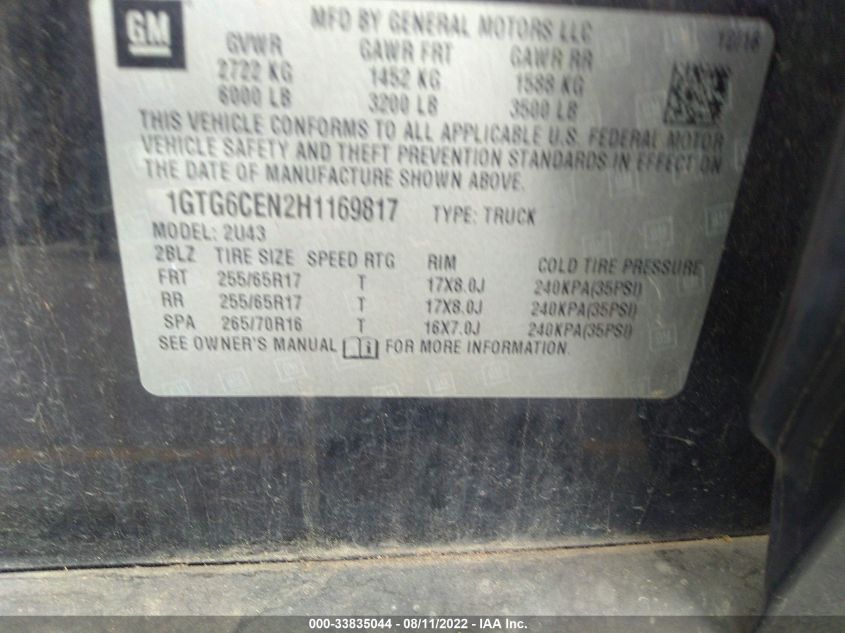 GM
MFD BY GENERAL MOTORS LLC
12/16
GVWR GAWR FRT GAWR RR
2722 KG 1452 KG 1588 KG
6000 LB 3200 LB 3500 LB
THIS VEHICLE CONFORMS TO ALL APPLICABLE U.S. FEDERAL MOTOR
VEHICLE SAFETY AND THEFT PREVENTION STANDARDS IN EFFECT ON
THE DATE OF MANUFACTURE SHOWN ABOVE.
1GTG6CEN2H1169817 TYPE: TRUCK
MODEL: 2U43
2BLZ TIRE SIZE SPEED RTG RIM COLD TIRE PRESSURE
FRT 255/65R17 T 17X8.0J 240KPA(35PSI)
RR 255/65R17 T 17X8.0J 240KPA(35PSI)
SPA 265/70R16 T 16X7.0J 240KPA(35PSI)
SEE OWNER'S MANUAL FOR MORE INFORMATION.
000-33835044 - 08/11/2022 - IAA Inc.